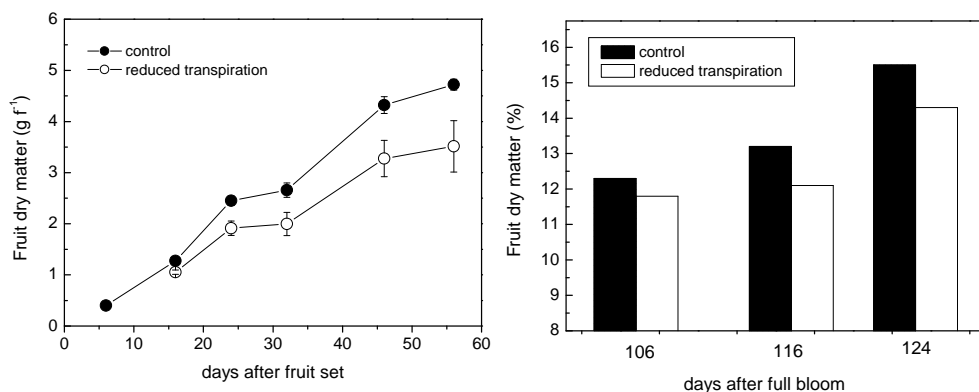 6
5
4
3
2
1
0
Fruit dry matter (g f⁻¹)
control
reduced transpiration
0 10 20 30 40 50 60
days after fruit set
16
15
14
13
12
11
10
9
8
Fruit dry matter (%)
control
reduced transpiration
106 116 124
days after full bloom